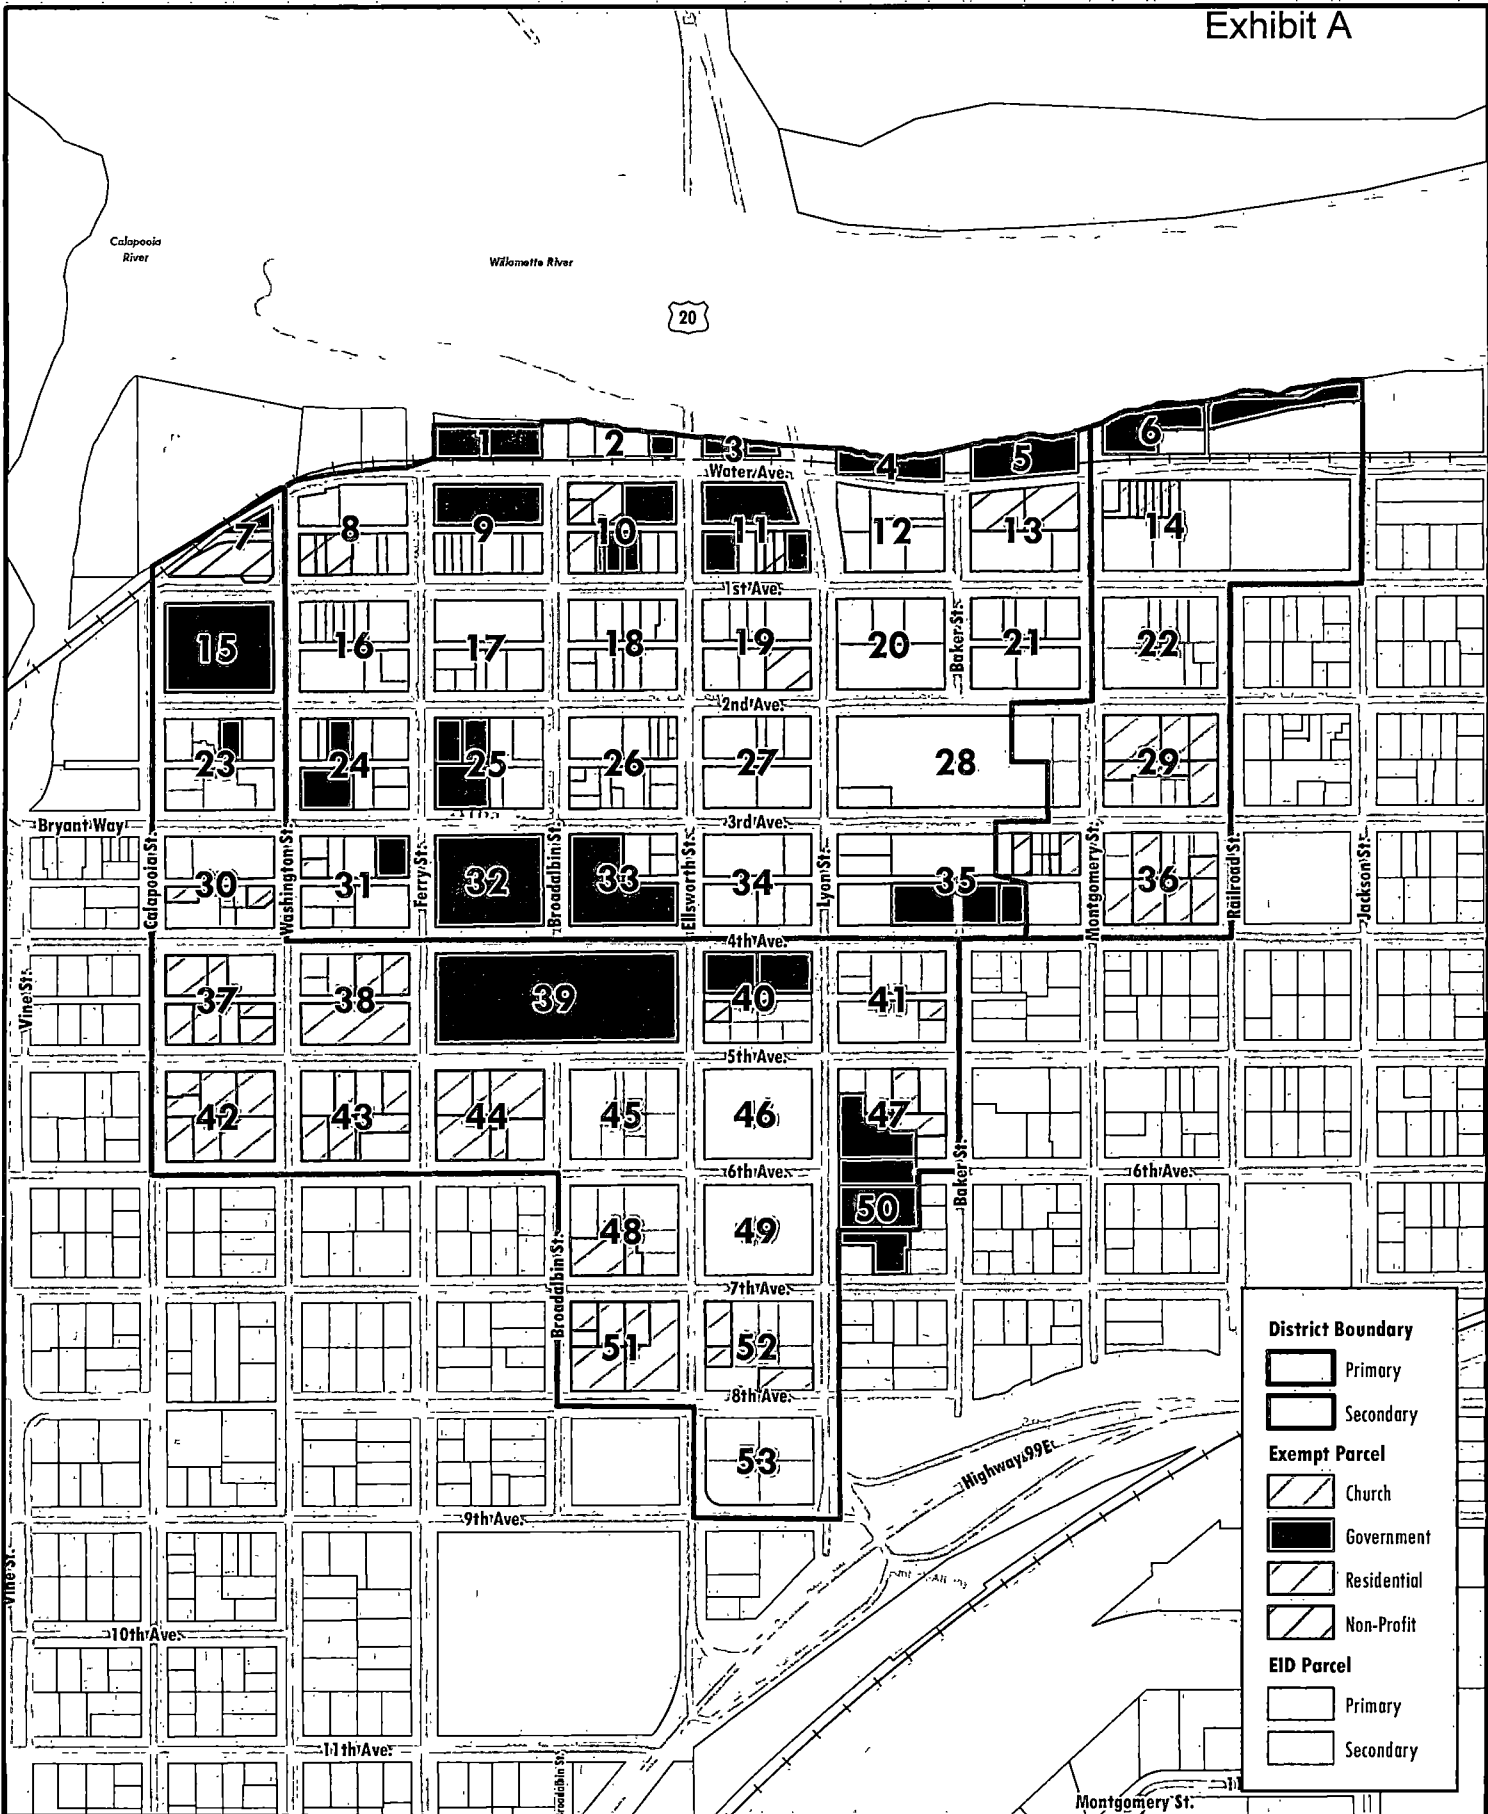 Exhibit A
Calapooia
River
Willamette River
20
1
2
3
4
5
6
Water Ave.
7
8
9
10
11
12
13
14
1st Ave.
15
16
17
18
19
20
Baker St.
21
22
2nd Ave.
23
24
25
26
27
28
29
Bryant Way
3rd Ave.
Calapooia St.
Washington St.
Ferry St.
Broadalbin St.
Ellsworth St.
Lyon St.
Montgomery St.
Railroad St.
Jackson St.
30
31
32
33
34
35
36
4th Ave.
Vine St.
37
38
39
40
41
5th Ave.
42
43
44
45
46
47
6th Ave.
Baker St.
6th Ave.
48
49
50
Broadalbin St.
7th Ave.
51
52
8th Ave.
53
Highway 99E
9th Ave.
Vine St.
10th Ave.
11th Ave.
Montgomery St.
District Boundary
Primary
Secondary
Exempt Parcel
Church
Government
Residential
Non-Profit
EID Parcel
Primary
Secondary